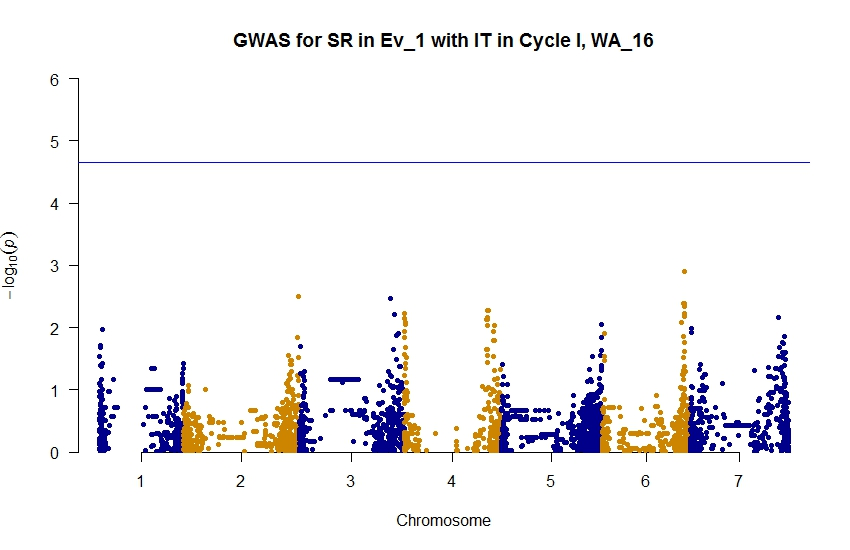 GWAS for SR in Ev_1 with IT in Cycle I, WA_16
6
5
4
3
2
1
0
− log10(p)
1 2 3 4 5 6 7
Chromosome